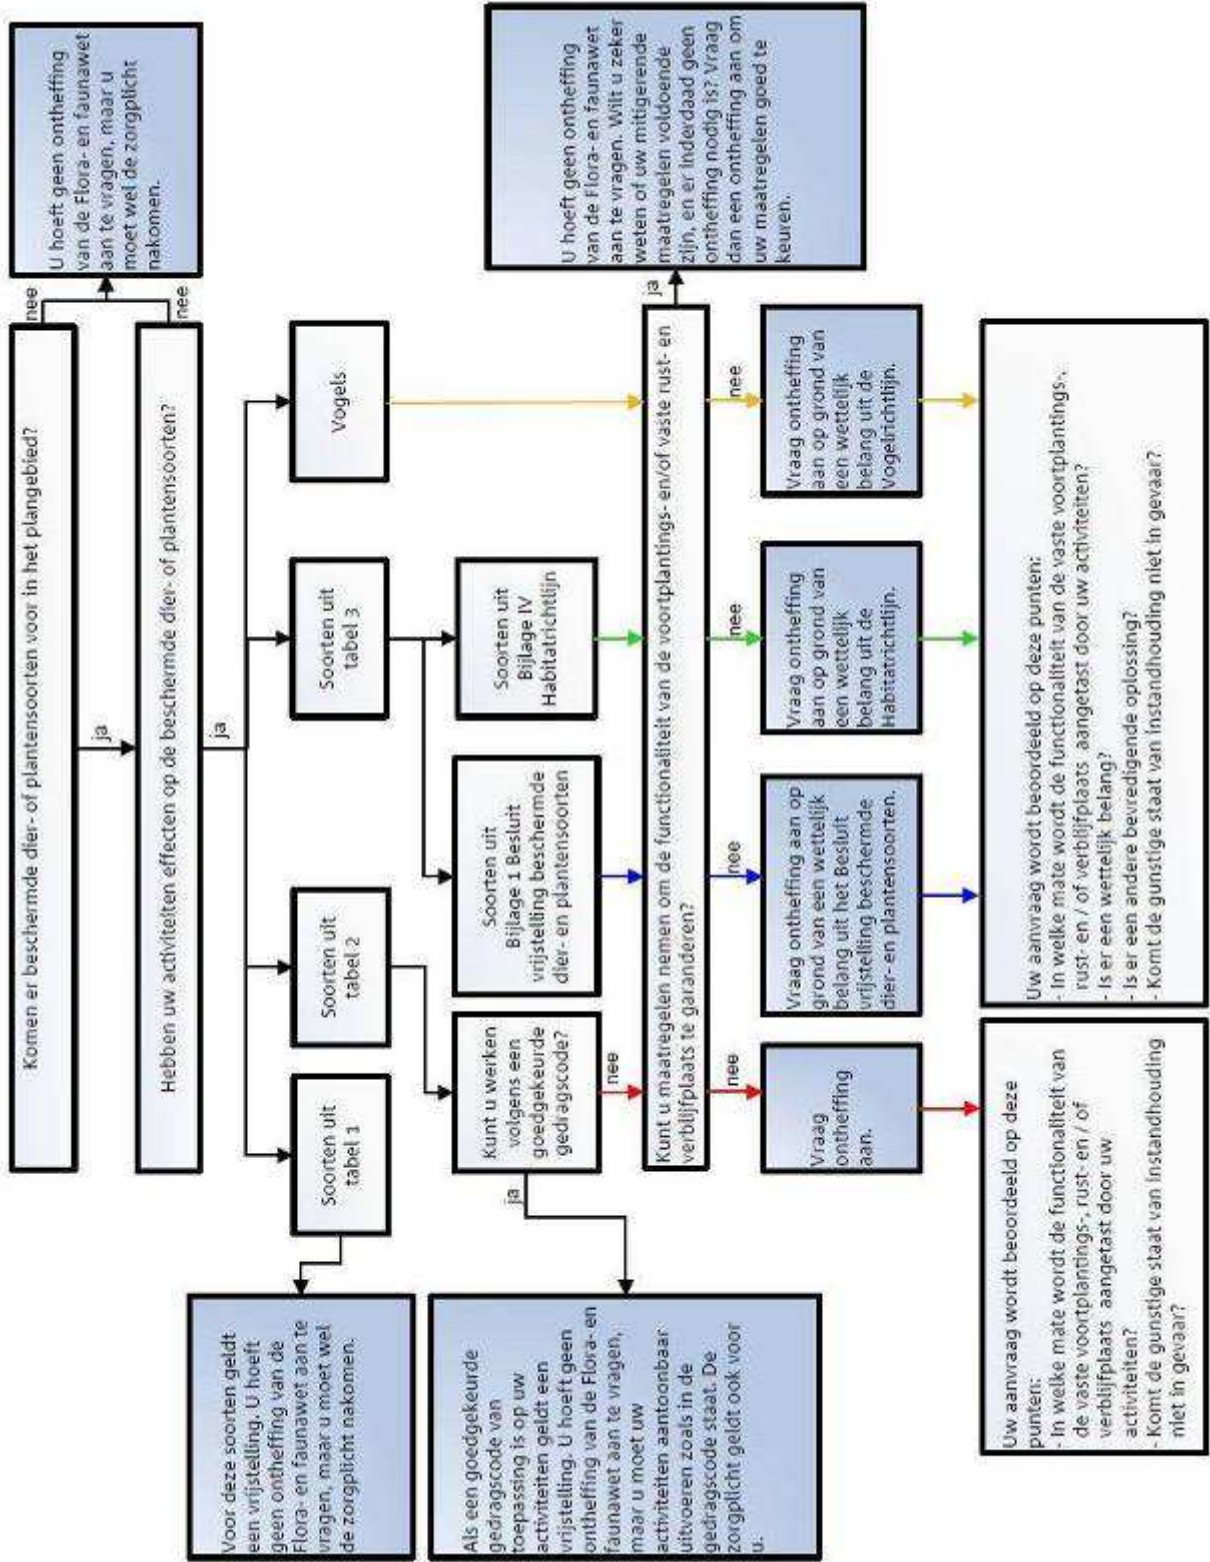 Komen er beschermde dier- of plantensoorten voor in het plangebied?
nee
U hoeft geen ontheffing
van de Flora- en faunawet
aan te vragen, maar u
moet wel de zorgplicht
nakomen.
ja
Hebben uw activiteiten effecten op de beschermde dier- of plantensoorten?
nee
ja
Soorten uit
tabel 1
Soorten uit
tabel 2
Soorten uit
tabel 3
Vogels
Voor deze soorten geldt
een vrijstelling. U hoeft
geen ontheffing van de
Flora- en faunawet aan te
vragen, maar u moet wel
de zorgplicht nakomen.
Kunt u werken
volgens een
goedgekeurde
gedragscode?
Soorten uit
Bijlage 1 Besluit
vrijstelling beschermde
dier- en plantensoorten
Soorten uit
Bijlage IV
Habitatrichtlijn
ja
nee
Als een goedgekeurde
gedragscode van
toepassing is op uw
activiteiten geldt een
vrijstelling. U hoeft geen
ontheffing van de Flora- en
faunawet aan te vragen,
maar u moet uw
activiteiten aantoonbaar
uitvoeren zoals in de
gedragscode staat. De
zorgplicht geldt ook voor
u.
Kunt u maatregelen nemen om de functionaliteit van de voortplantings- en/of vaste rust- en
verblijfplaats te garanderen?
ja
U hoeft geen ontheffing
van de Flora- en faunawet
aan te vragen. Wilt u zeker
weten of uw mitigerende
maatregelen voldoende
zijn, en er inderdaad geen
ontheffing nodig is? Vraag
dan een ontheffing aan om
uw maatregelen goed te
keuren.
nee
nee
nee
nee
Vraag
ontheffing
aan.
Vraag ontheffing aan op
grond van een wettelijk
belang uit het Besluit
vrijstelling beschermde
dier- en plantensoorten.
Vraag ontheffing
aan op grond van
een wettelijk
belang uit de
Habitatrichtlijn.
Vraag ontheffing
aan op grond van
een wettelijk
belang uit de
Vogelrichtlijn.
Uw aanvraag wordt beoordeeld op deze
punten:
- In welke mate wordt de functionaliteit van
de vaste voortplantings-, rust- en / of
verblijfplaats aangetast door uw
activiteiten?
- Komt de gunstige staat van instandhouding
niet in gevaar?
Uw aanvraag wordt beoordeeld op deze punten:
- In welke mate wordt de functionaliteit van de vaste voortplantings-,
rust- en / of verblijfplaats aangetast door uw activiteiten?
- Is er een wettelijk belang?
- Is er een andere bevredigende oplossing?
- Komt de gunstige staat van instandhouding niet in gevaar?